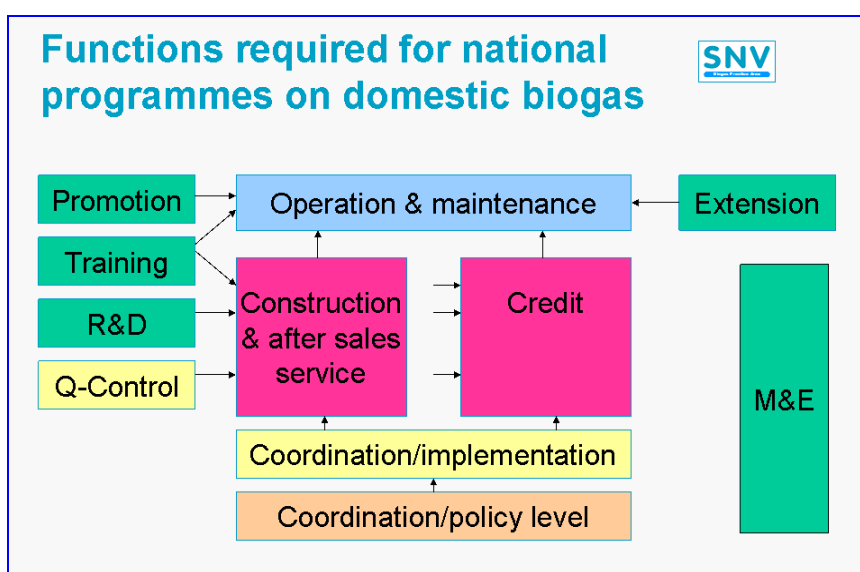 Functions required for national
programmes on domestic biogas
SNV
Promotion
Operation & maintenance
Extension
Training
Construction
& after sales
service
Credit
R&D
Q-Control
M&E
Coordination/implementation
Coordination/policy level